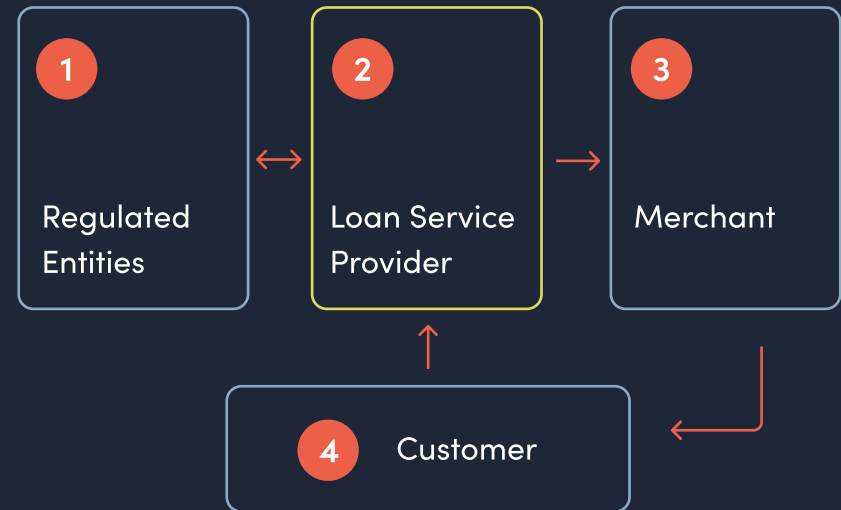 1
Regulated
Entities
2
Loan Service
Provider
3
Merchant
4
Customer